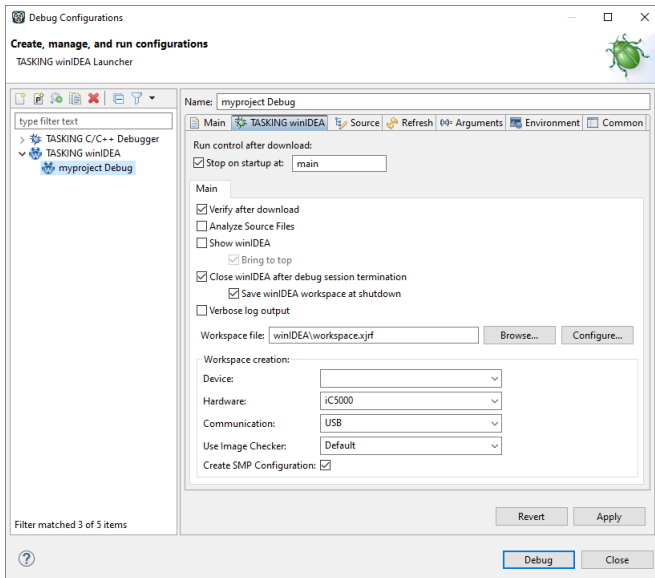 Debug Configurations
Create, manage, and run configurations
TASKING winIDEA Launcher
type filter text
TASKING C/C++ Debugger
TASKING winIDEA
myproject Debug
Filter matched 3 of 5 items
Name: myproject Debug
Main TASKING winIDEA Source Refresh (x)= Arguments Environment Common
Run control after download:
Stop on startup at: main
Main
Verify after download
Analyze Source Files
Show winIDEA
Bring to top
Close winIDEA after debug session termination
Save winIDEA workspace at shutdown
Verbose log output
Workspace file: winIDEA\workspace.xjrf Browse... Configure...
Workspace creation:
Device:
Hardware: iC5000
Communication: USB
Use Image Checker: Default
Create SMP Configuration:
Revert Apply
? Debug Close